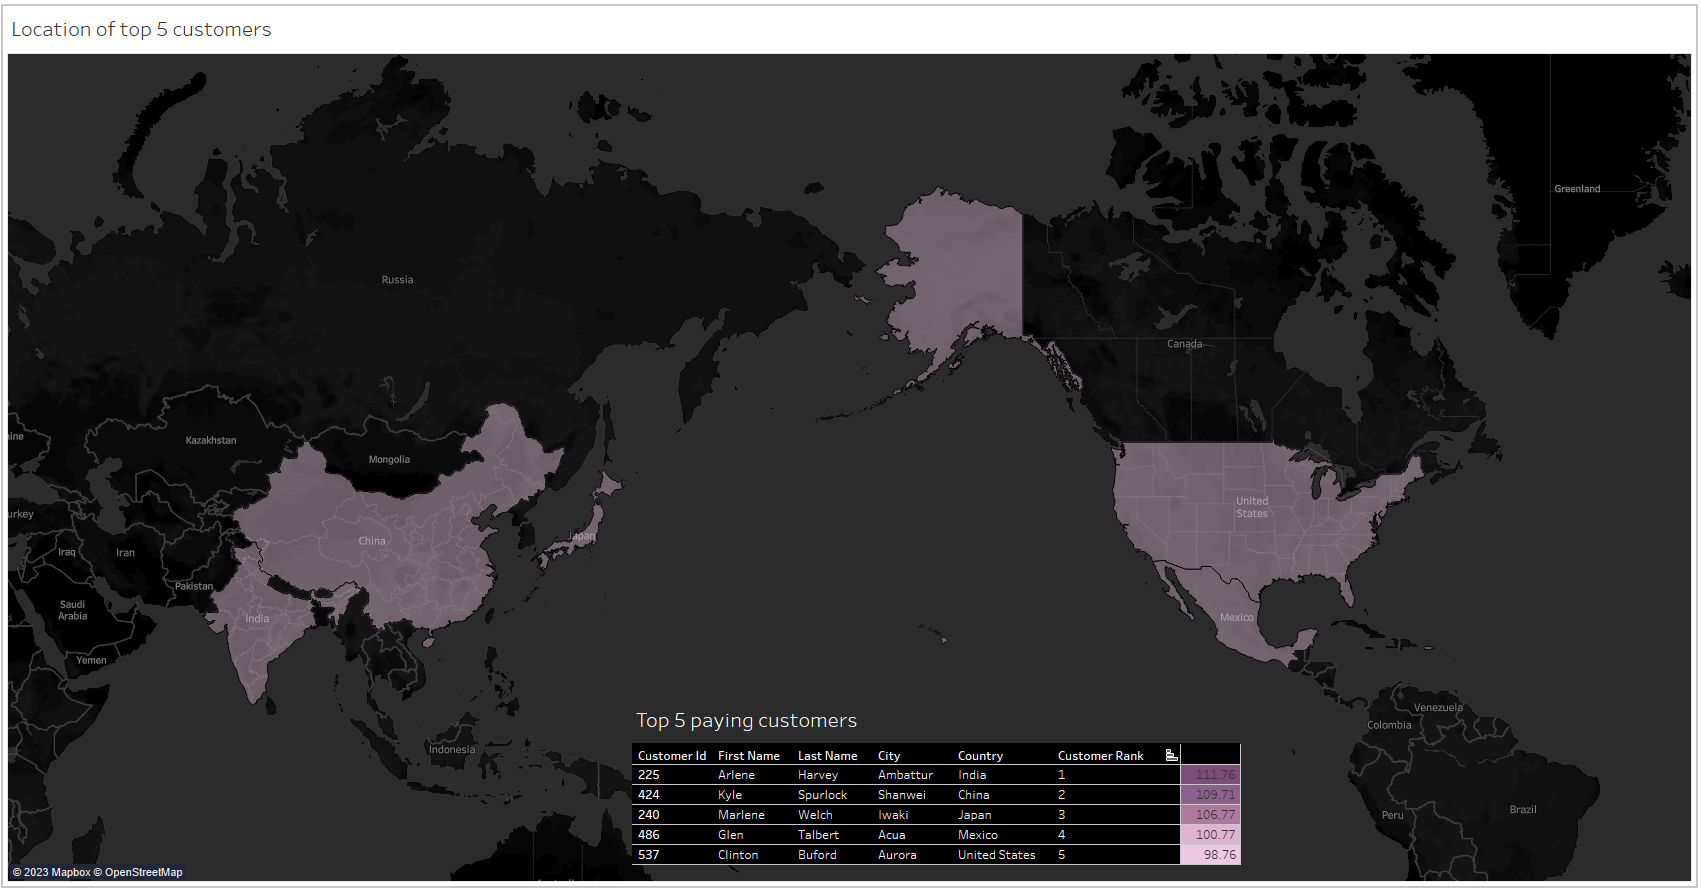 Location of top 5 customers
Greenland
Russia
Canada
Kazakhstan
Mongolia
United
States
China
Japan
Iraq
Iran
Pakistan
Saudi
Arabia
India
Mexico
Yemen
Venezuela
Colombia
Indonesia
Brazil
Peru
aine
urkey
Top 5 paying customers
Customer Id First Name Last Name City Country Customer Rank
225 Arlene Harvey Ambattur India 1 111.76
424 Kyle Spurlock Shanwei China 2 109.71
240 Marlene Welch Iwaki Japan 3 106.77
486 Glen Talbert Acua Mexico 4 100.77
537 Clinton Buford Aurora United States 5 98.76
© 2023 Mapbox © OpenStreetMap